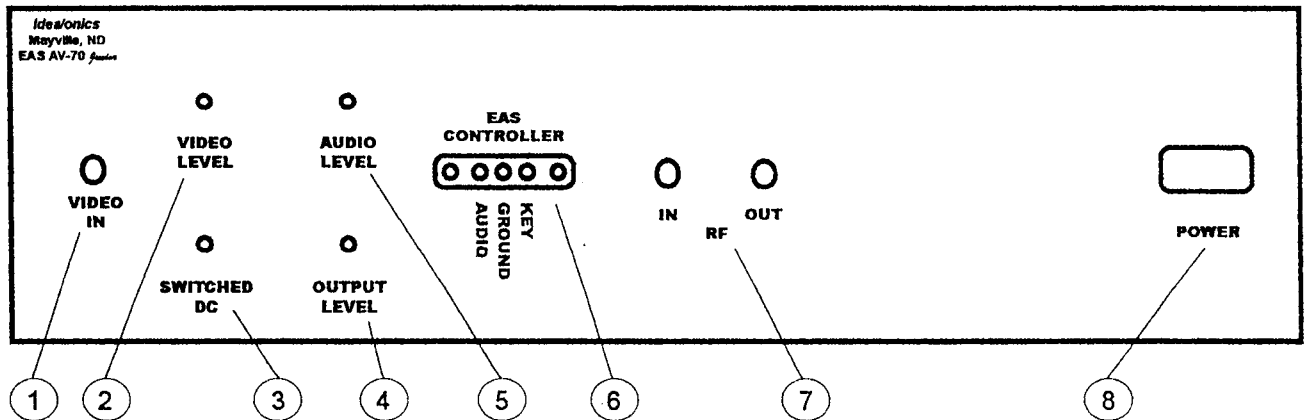 Idea/onics
Mayville, ND
EAS AV-70
VIDEO
LEVEL
AUDIO
LEVEL
EAS
CONTROLLER
VIDEO
IN
AUDIO
GROUND
KEY
IN
OUT
RF
POWER
SWITCHED
DC
OUTPUT
LEVEL
1
2
3
4
5
6
7
8